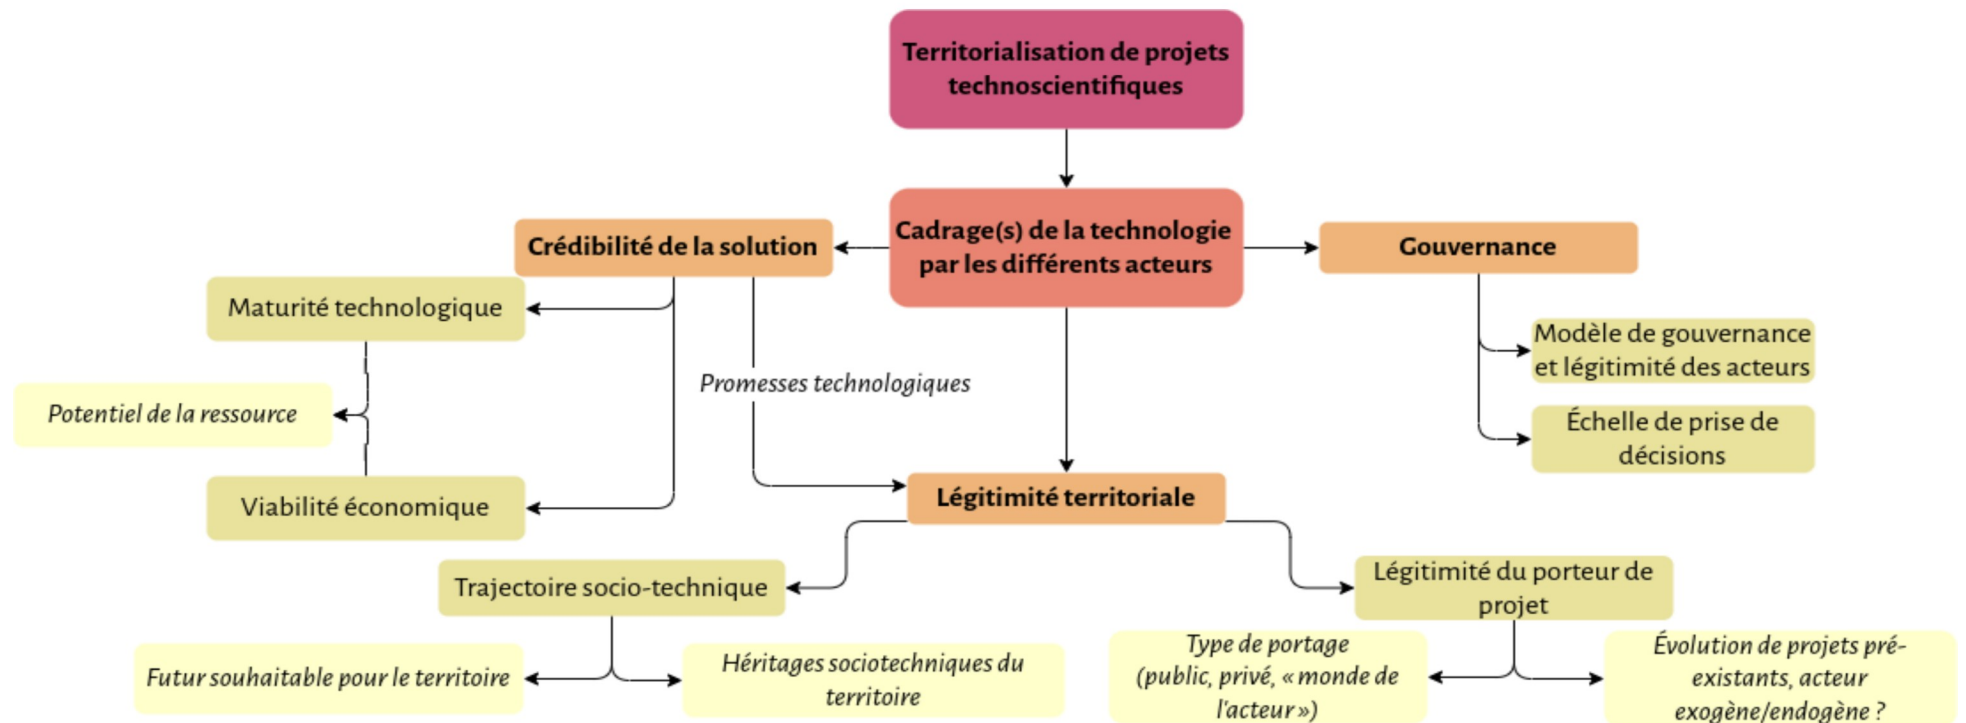 Territorialisation de projets
technoscientifiques
Cadrage(s) de la technologie
par les différents acteurs
Crédibilité de la solution
Gouvernance
Maturité technologique
Modèle de gouvernance
et légitimité des acteurs
Promesses technologiques
Potentiel de la ressource
Échelle de prise de
décisions
Viabilité économique
Légitimité territoriale
Trajectoire socio-technique
Légitimité du porteur de
projet
Futur souhaitable pour le territoire
Héritages sociotechniques du
territoire
Type de portage
(public, privé, « monde de
l'acteur »)
Évolution de projets pré-
existants, acteur
exogène/endogène ?